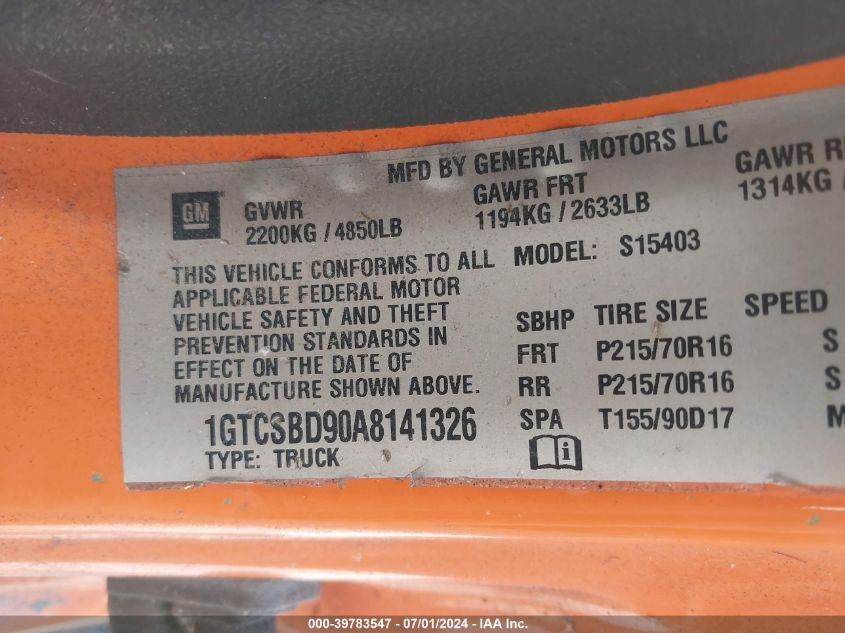 MFD BY GENERAL MOTORS LLC
GM
GVWR
2200KG / 4850LB
GAWR FRT
1194KG / 2633LB
GAWR R
1314KG /
THIS VEHICLE CONFORMS TO ALL
APPLICABLE FEDERAL MOTOR
VEHICLE SAFETY AND THEFT
PREVENTION STANDARDS IN
EFFECT ON THE DATE OF
MANUFACTURE SHOWN ABOVE.
1GTCSBD90A8141326
TYPE: TRUCK
MODEL: S15403
SBHP TIRE SIZE SPEED
FRT P215/70R16 S
RR P215/70R16 S
SPA T155/90D17 M
000-39783547 - 07/01/2024 - IAA Inc.